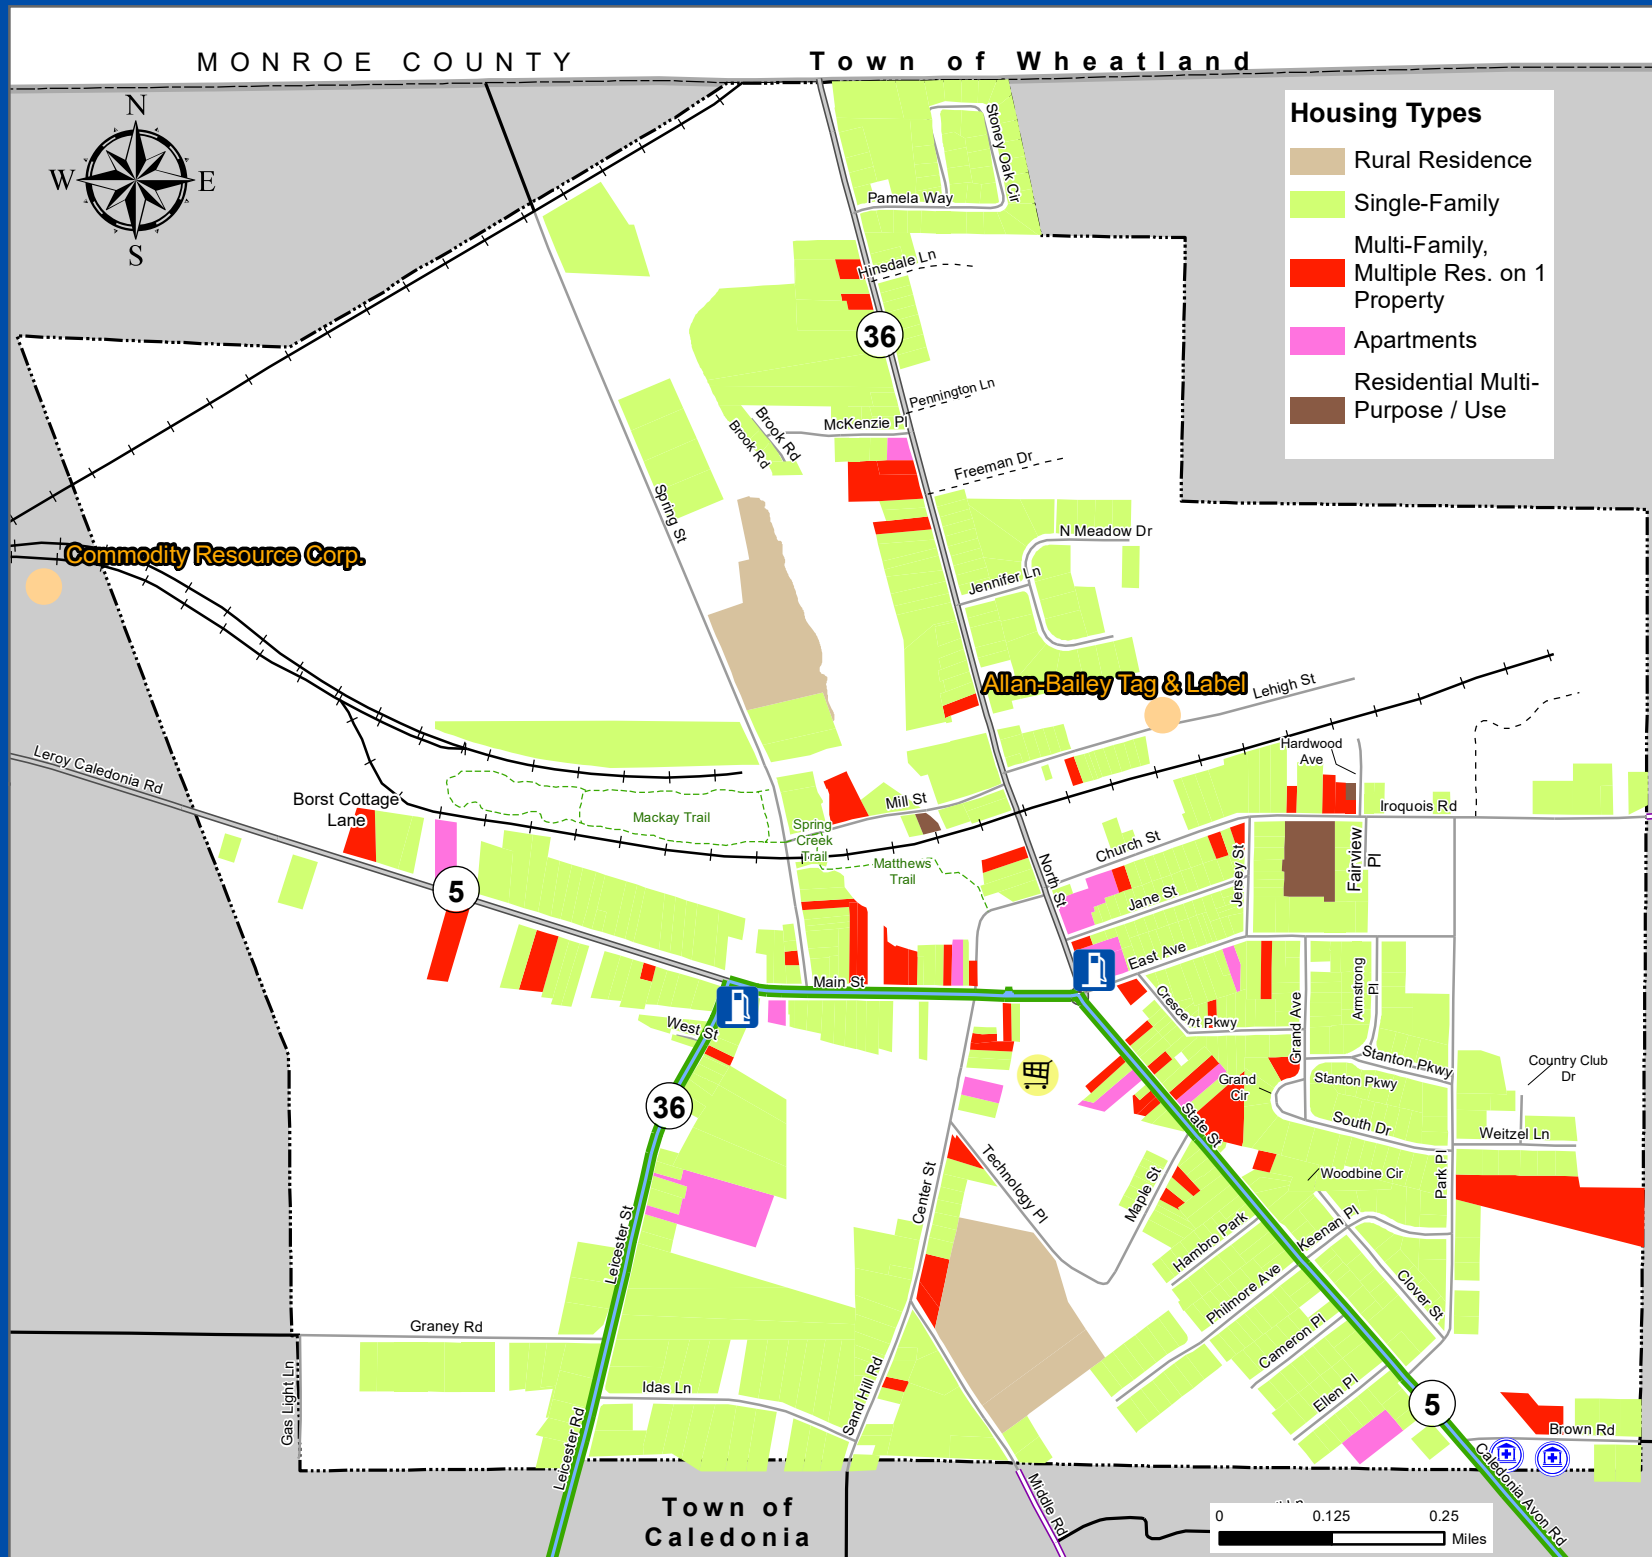 MONROE COUNTY
Town of Wheatland
N
W
E
S
Housing Types
Rural Residence
Single-Family
Multi-Family,
Multiple Res. on 1
Property
Apartments
Residential Multi-
Purpose / Use
Stoney Oak Cir
Pamela Way
Hinsdale Ln
36
Pennington Ln
McKenzie Pl
Brook Rd
Brook Rd
Freeman Dr
Spring St
N Meadow Dr
Jennifer Ln
Commodity Resource Corp.
Allan-Bailey Tag & Label
Lehigh St
Hardwood
Ave
Leroy Caledonia Rd
Borst Cottage
Lane
Mackay Trail
Mill St
Spring
Creek
Trail
Matthews
Trail
Iroquois Rd
Church St
North St
Jane St
Jersey St
Fairview
Pl
5
East Ave
Main St
Crescent Pkwy
Grand Ave
Armstrong
Pl
West St
Stanton Pkwy
Stanton Pkwy
Grand
Cir
Country Club
Dr
36
State St
South Dr
Weitzel Ln
Technology Pl
Center St
Maple St
Woodbine Cir
Park Pl
Leicester St
Hambro Park
Keenan Pl
Philmore Ave
Clover St
Cameron Pl
Graney Rd
Gas Light Ln
Idas Ln
Sand Hill Rd
Ellen Pl
5
Leicester Rd
Brown Rd
Caledonia Avon Rd
Middle Rd
Town of
Caledonia
0
0.125
0.25
Miles